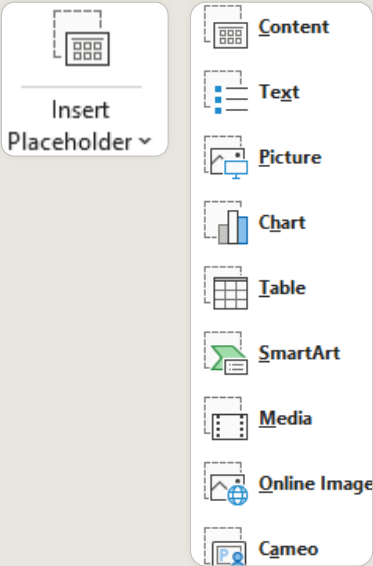 Insert
Placeholder
Content
Text
Picture
Chart
Table
SmartArt
Media
Online Image
Cameo